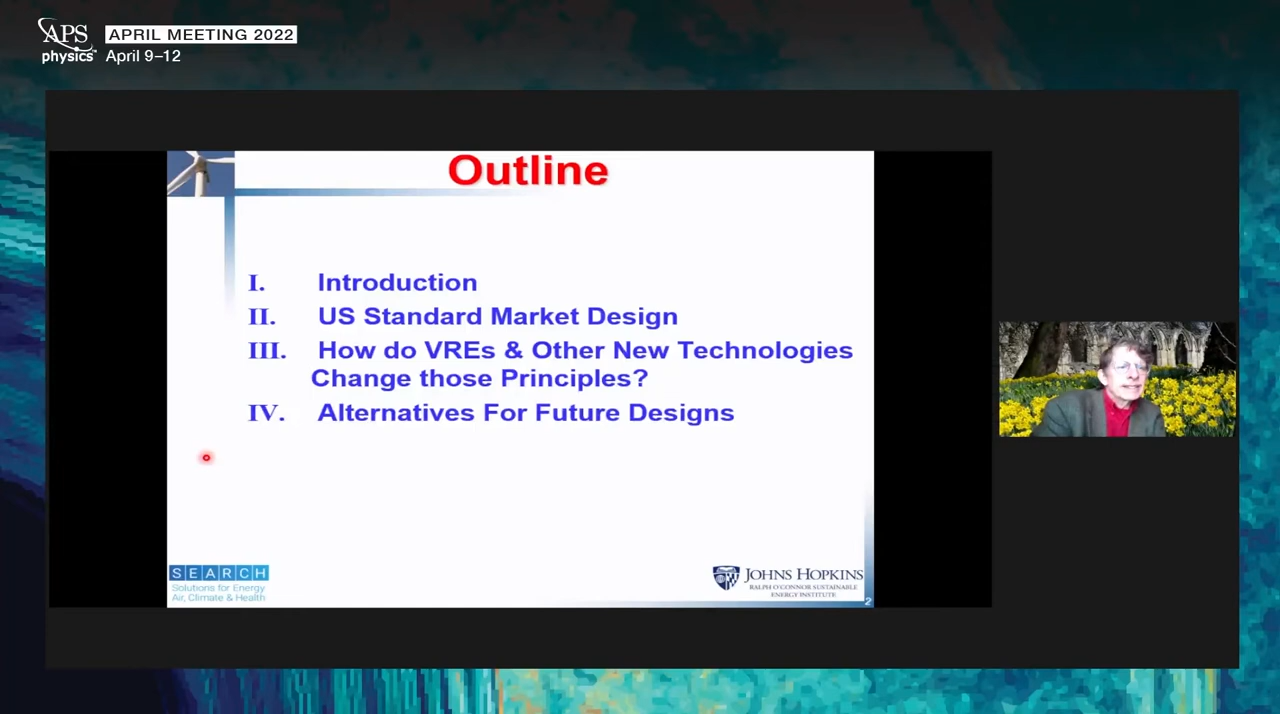 APS
physics™
APRIL MEETING 2022
April 9–12
Outline
I. Introduction
II. US Standard Market Design
III. How do VREs & Other New Technologies
Change those Principles?
IV. Alternatives For Future Designs
SEARCH
Solutions for Energy
Air, Climate & Health
JOHNS HOPKINS
RALPH O'CONNOR SUSTAINABLE
ENERGY INSTITUTE
2